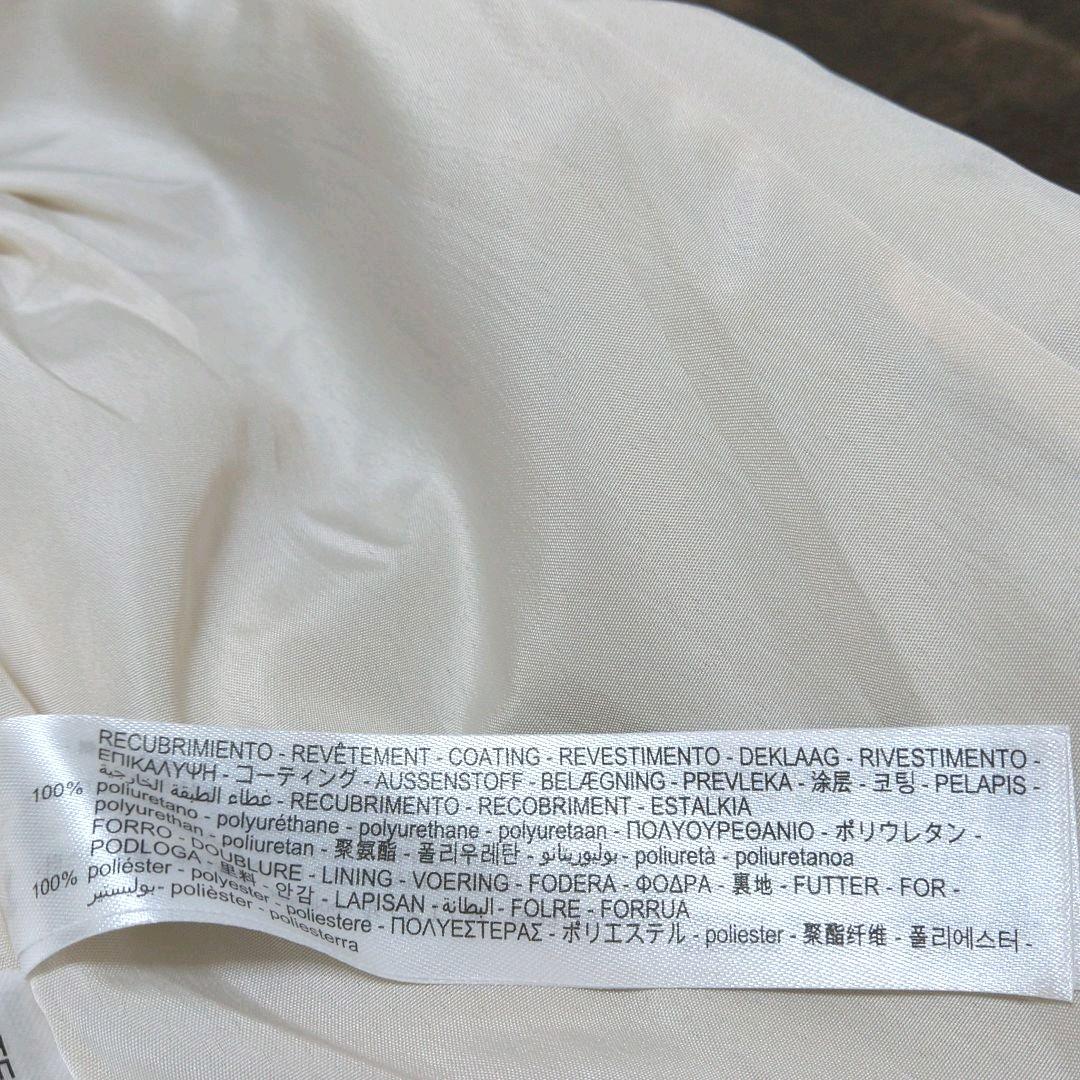 RECUBRIMIENTO - REVÊTEMENT - COATING - REVESTIMENTO - DEKLAAG - RIVESTIMENTO -
ΕΠΙΚΑΛΥΨΗ - コーティング - AUSSENSTOFF - BELÆGNING - PREVLEKA - 涂层 - 코팅 - PELAPIS -
غطاء الطبقة الخارجية - RECUBRIMENTO - RECOBRIMENT - ESTALKIA
100% poliuretano - polyuréthane - polyurethane - polyuretaan - ΠΟΛΥΟΥΡΕΘΑΝΙΟ - ポリウレタン -
polyurethan - poliuretan - 聚氨酯 - 폴리우레탄 - بوليوريتانو - poliuretà - poliuretanoa
FORRO - DOUBLURE - LINING - VOERING - FODERA - ΦΟΔΡΑ - 裏地 - FUTTER - FOR -
PODLOGA - 里料 - 안감 - LAPISAN - البطانة - FOLRE - FORRUA
100% poliéster - polyester - poliestere - ΠΟΛΥΕΣΤΕΡΑΣ - ポリエステル - poliester - 聚酯纤维 - 폴리에스터 -
بوليستير - polièster - poliesterra